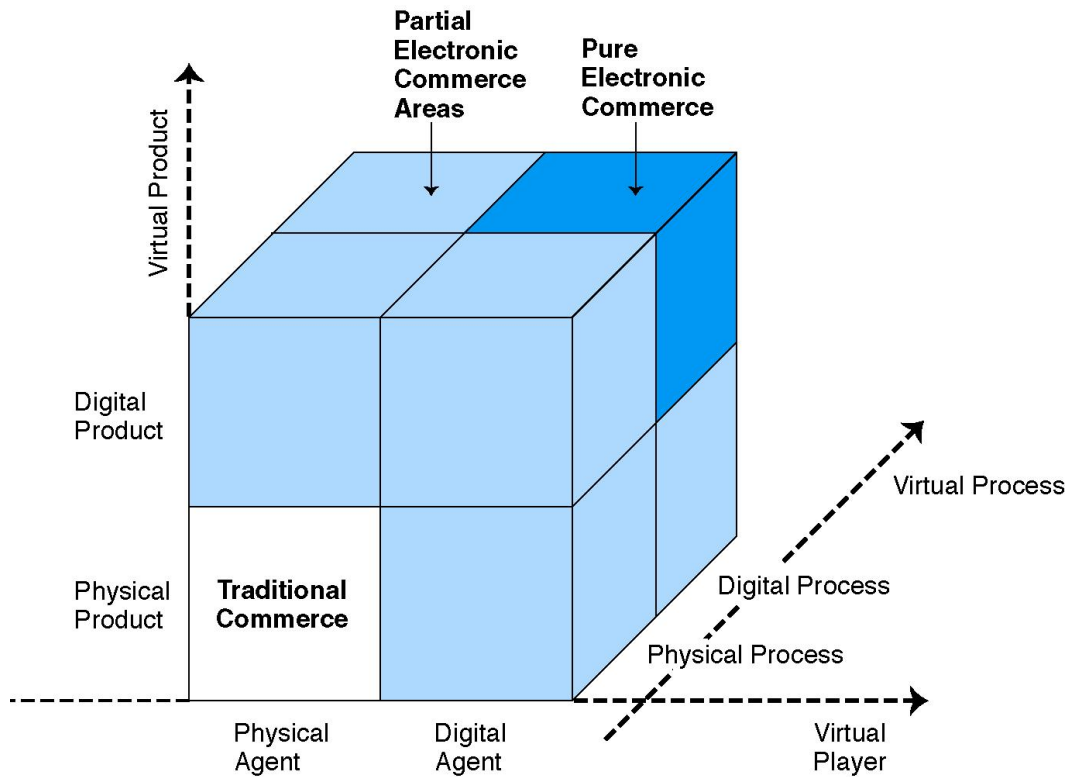 Partial
Electronic
Commerce
Areas
Pure
Electronic
Commerce
Virtual Product
Digital
Product
Virtual Process
Physical
Product
Traditional
Commerce
Digital Process
Physical Process
Physical
Agent
Digital
Agent
Virtual
Player